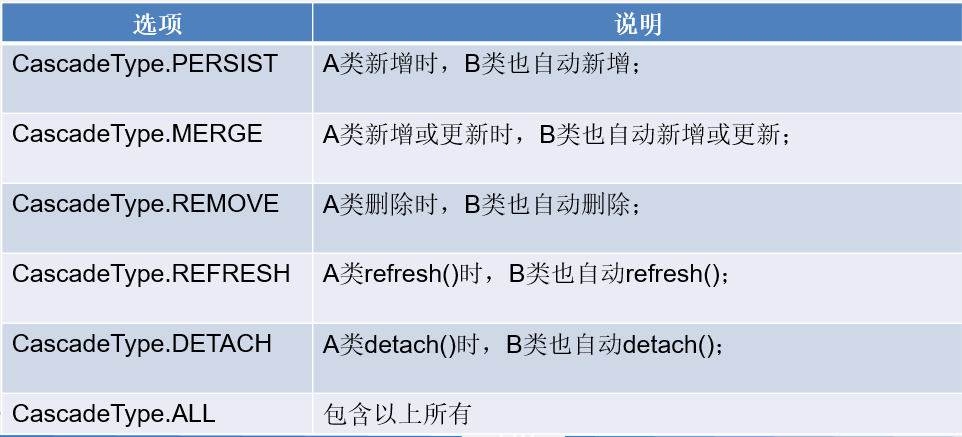 选项 说明
CascadeType.PERSIST A类新增时，B类也自动新增；
CascadeType.MERGE A类新增或更新时，B类也自动新增或更新；
CascadeType.REMOVE A类删除时，B类也自动删除；
CascadeType.REFRESH A类refresh()时，B类也自动refresh()；
CascadeType.DETACH A类detach()时，B类也自动detach()；
CascadeType.ALL 包含以上所有